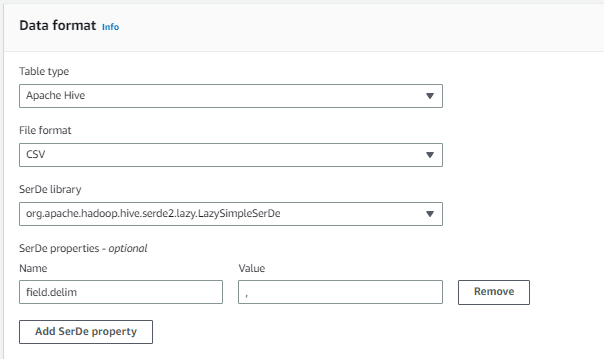 Data format Info
Table type
Apache Hive
File format
CSV
SerDe library
org.apache.hadoop.hive.serde2.lazy.LazySimpleSerDe
SerDe properties - optional
Name Value
field.delim , Remove
Add SerDe property